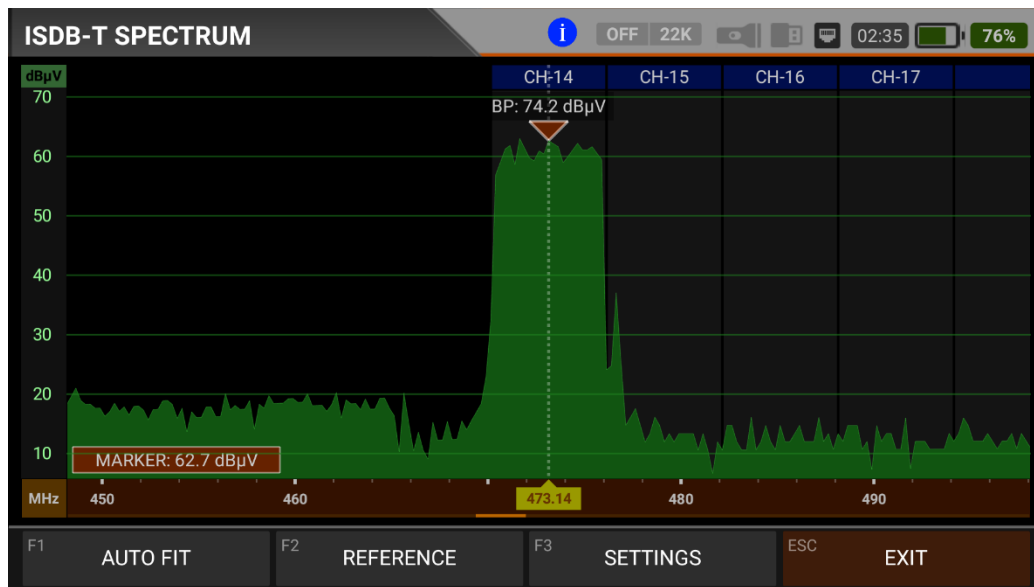 ISDB-T SPECTRUM
i OFF 22K 02:35 76%
dBµV CH-14 CH-15 CH-16 CH-17
70
BP: 74.2 dBµV
60
50
40
30
20
10
MARKER: 62.7 dBµV
MHz 450 460 473.14 480 490
F1 AUTO FIT F2 REFERENCE F3 SETTINGS ESC EXIT